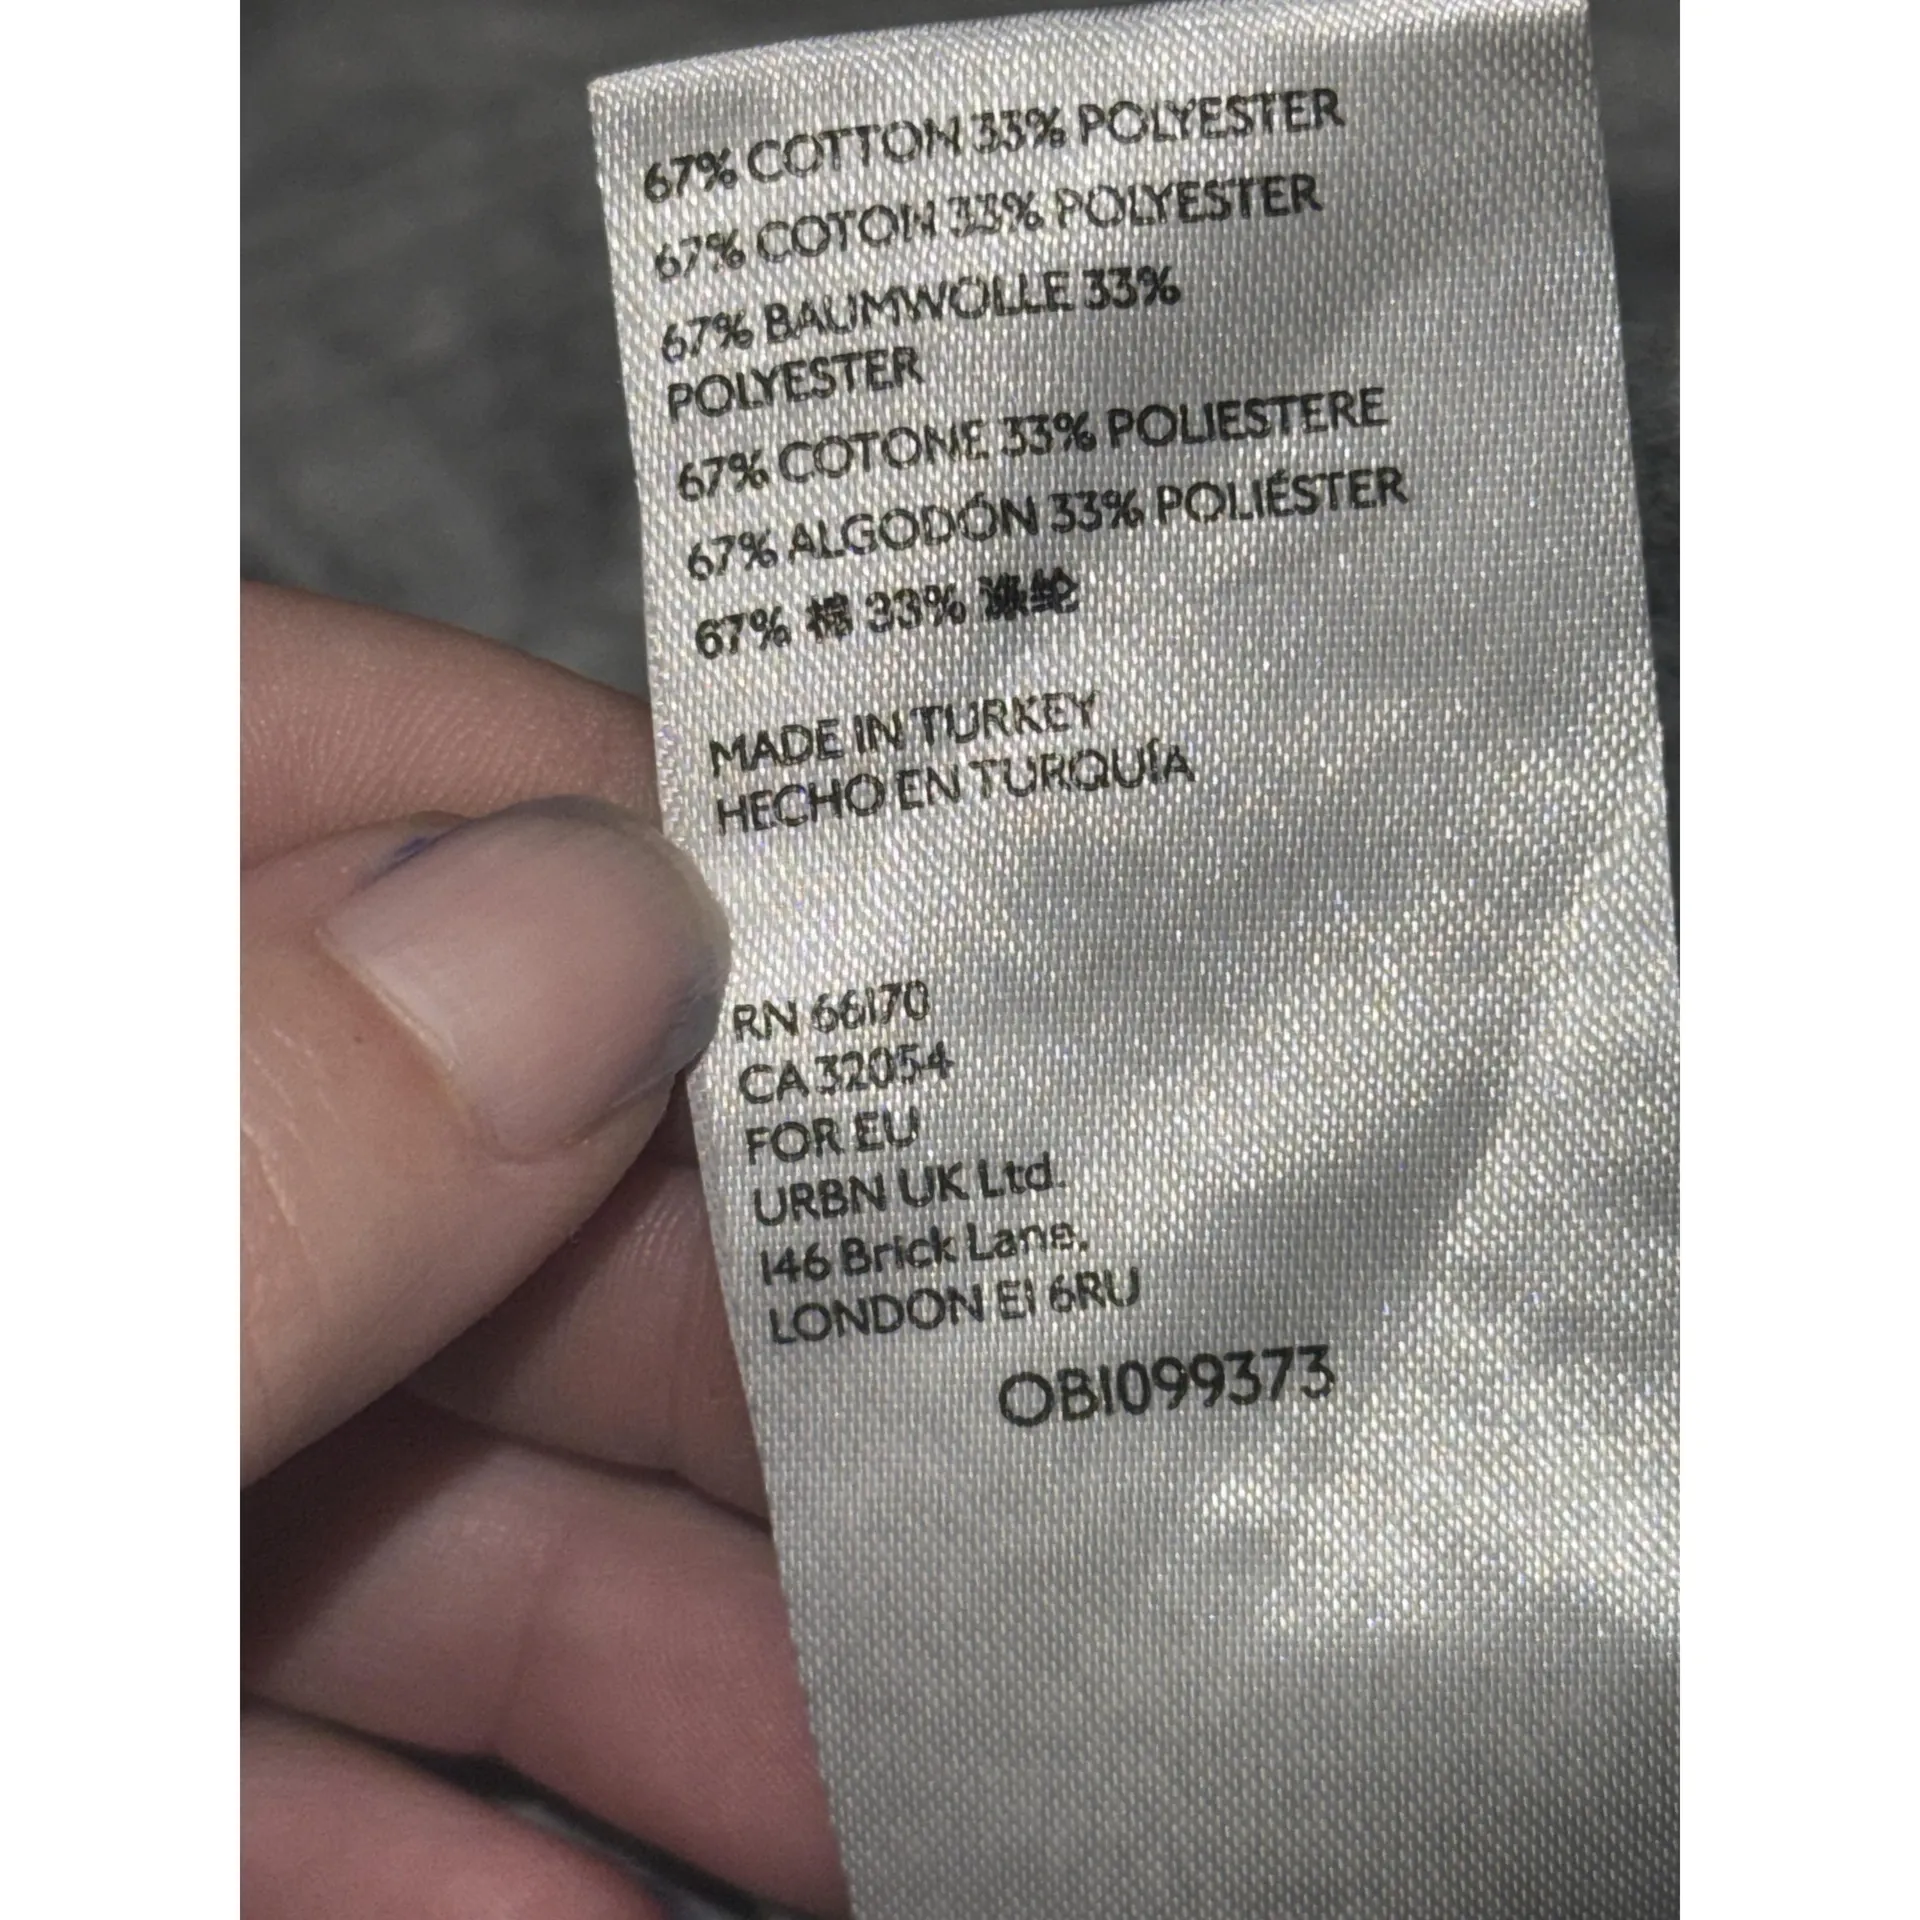 67% COTTON 33% POLYESTER
67% COTON 33% POLYESTER
67% BAUMWOLLE 33%
POLYESTER
67% COTONE 33% POLIESTERE
67% ALGODÓN 33% POLIÉSTER
67% 棉 33% 涤纶
MADE IN TURKEY
HECHO EN TURQUÍA
RN 66170
CA 32054
FOR EU
URBN UK Ltd.
146 Brick Lane,
LONDON E1 6RU
OB1099373